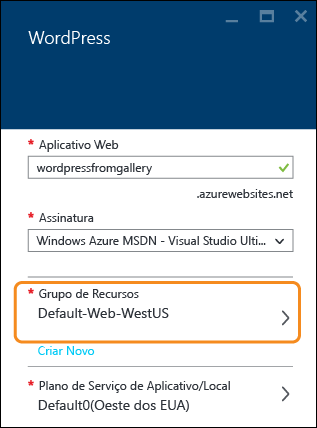 WordPress
* Aplicativo Web
wordpressfromgallery
.azurewebsites.net
* Assinatura
Windows Azure MSDN - Visual Studio Ulti...
* Grupo de Recursos
Default-Web-WestUS
Criar Novo
* Plano de Serviço de Aplicativo/Local
Default0(Oeste dos EUA)